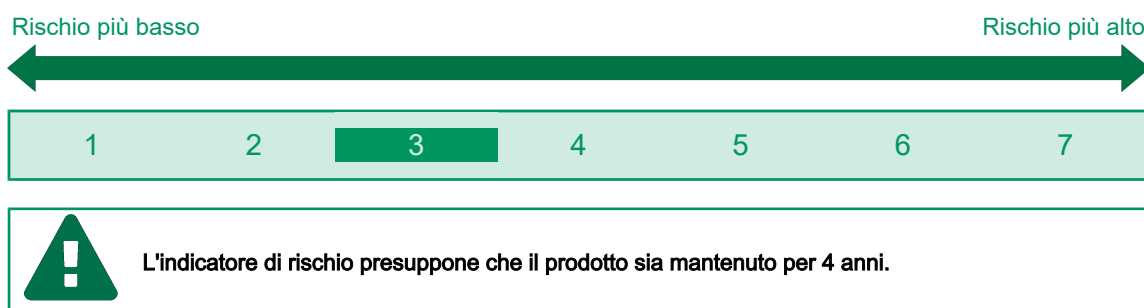 Rischio più basso Rischio più alto
1 2 3 4 5 6 7
L'indicatore di rischio presuppone che il prodotto sia mantenuto per 4 anni.